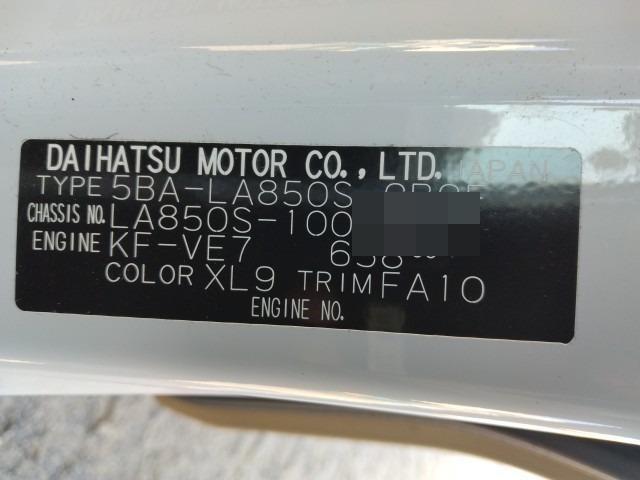 DAIHATSU MOTOR CO., LTD. JAPAN
TYPE 5BA-LA850S
CHASSIS NO. LA850S-100
ENGINE KF-VE7 658
COLOR XL9 TRIM FA10
ENGINE NO.